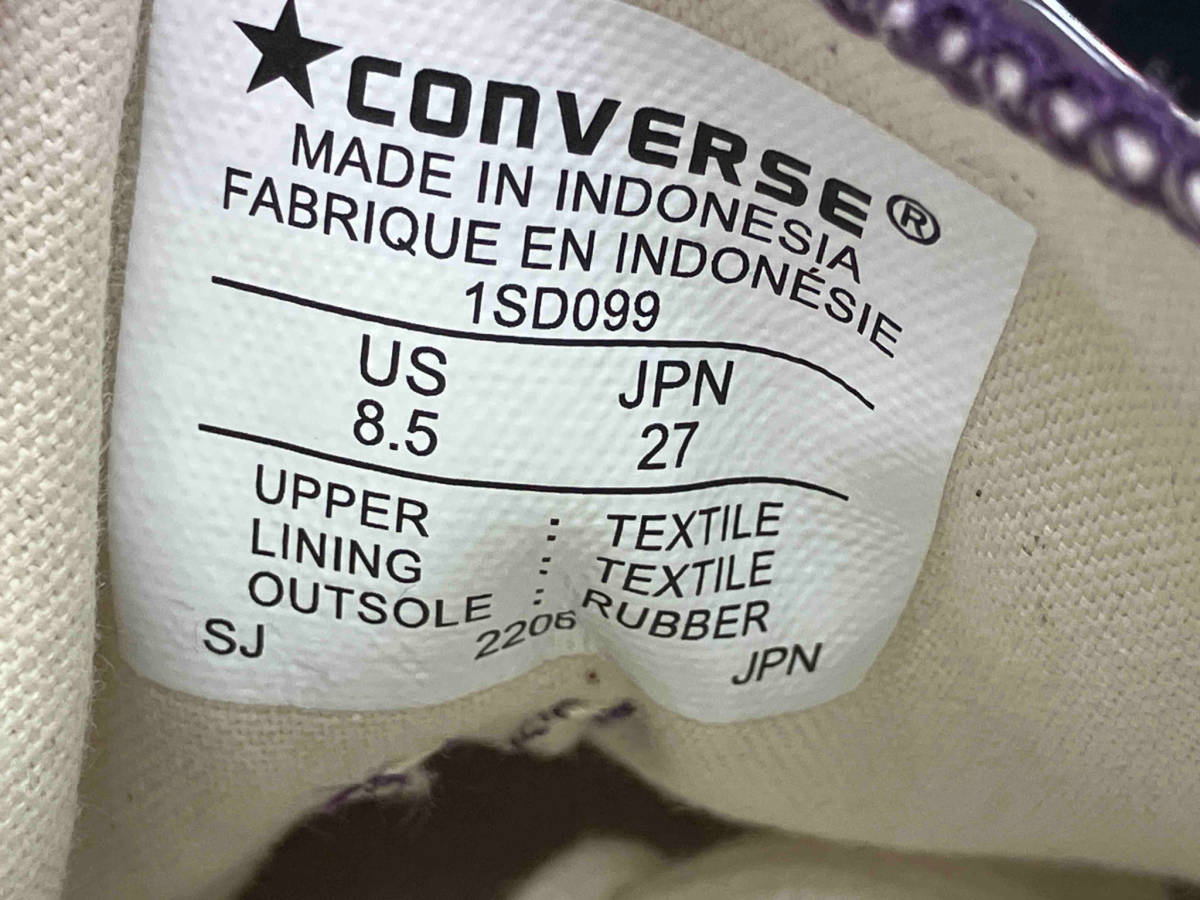 ★CONVERSE®
MADE IN INDONESIA
FABRIQUE EN INDONÉSIE
1SD099
US JPN
8.5 27
UPPER : TEXTILE
LINING : TEXTILE
OUTSOLE : RUBBER
SJ 2206 JPN